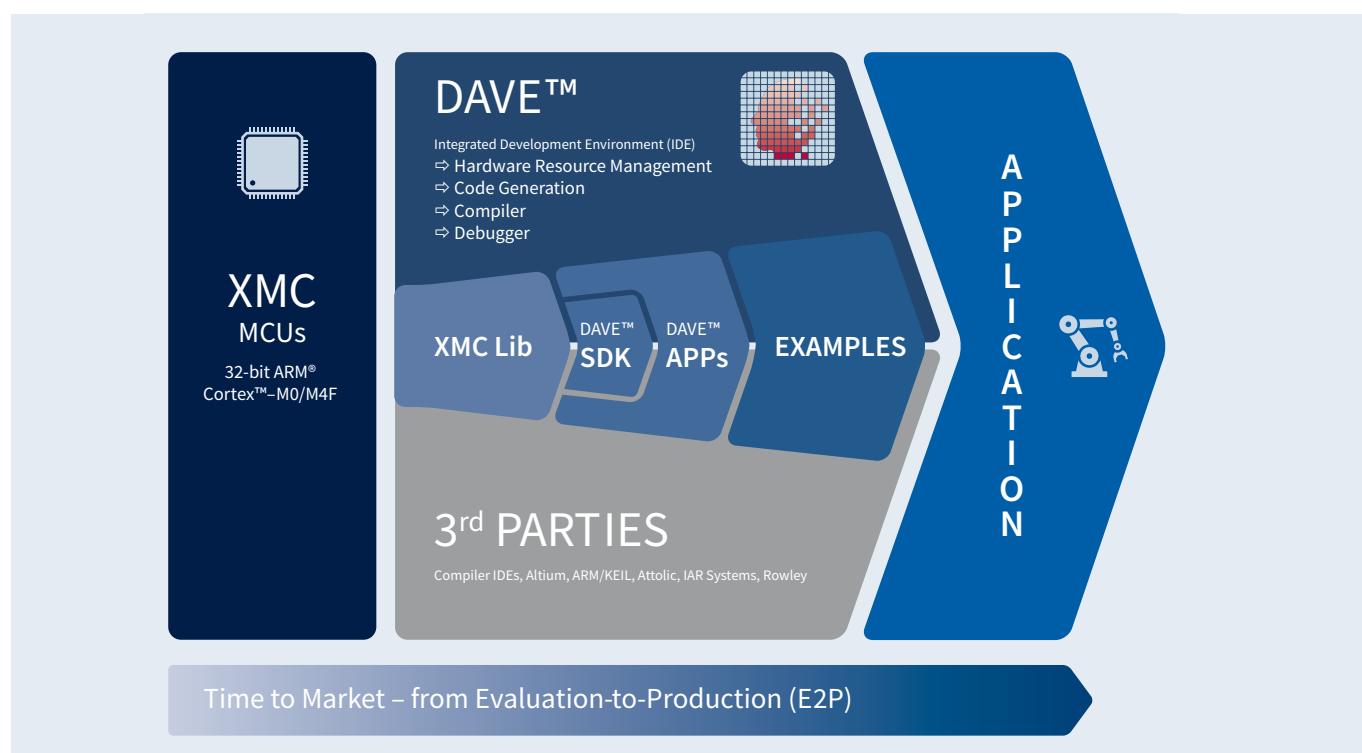 XMC
MCUs
32-bit ARM®
Cortex™–M0/M4F
DAVE™
Integrated Development Environment (IDE)
⇨ Hardware Resource Management
⇨ Code Generation
⇨ Compiler
⇨ Debugger
XMC Lib
DAVE™
SDK
DAVE™
APPs
EXAMPLES
3rd PARTIES
Compiler IDEs, Altium, ARM/KEIL, Attolic, IAR Systems, Rowley
APPLICATION
Time to Market – from Evaluation-to-Production (E2P)